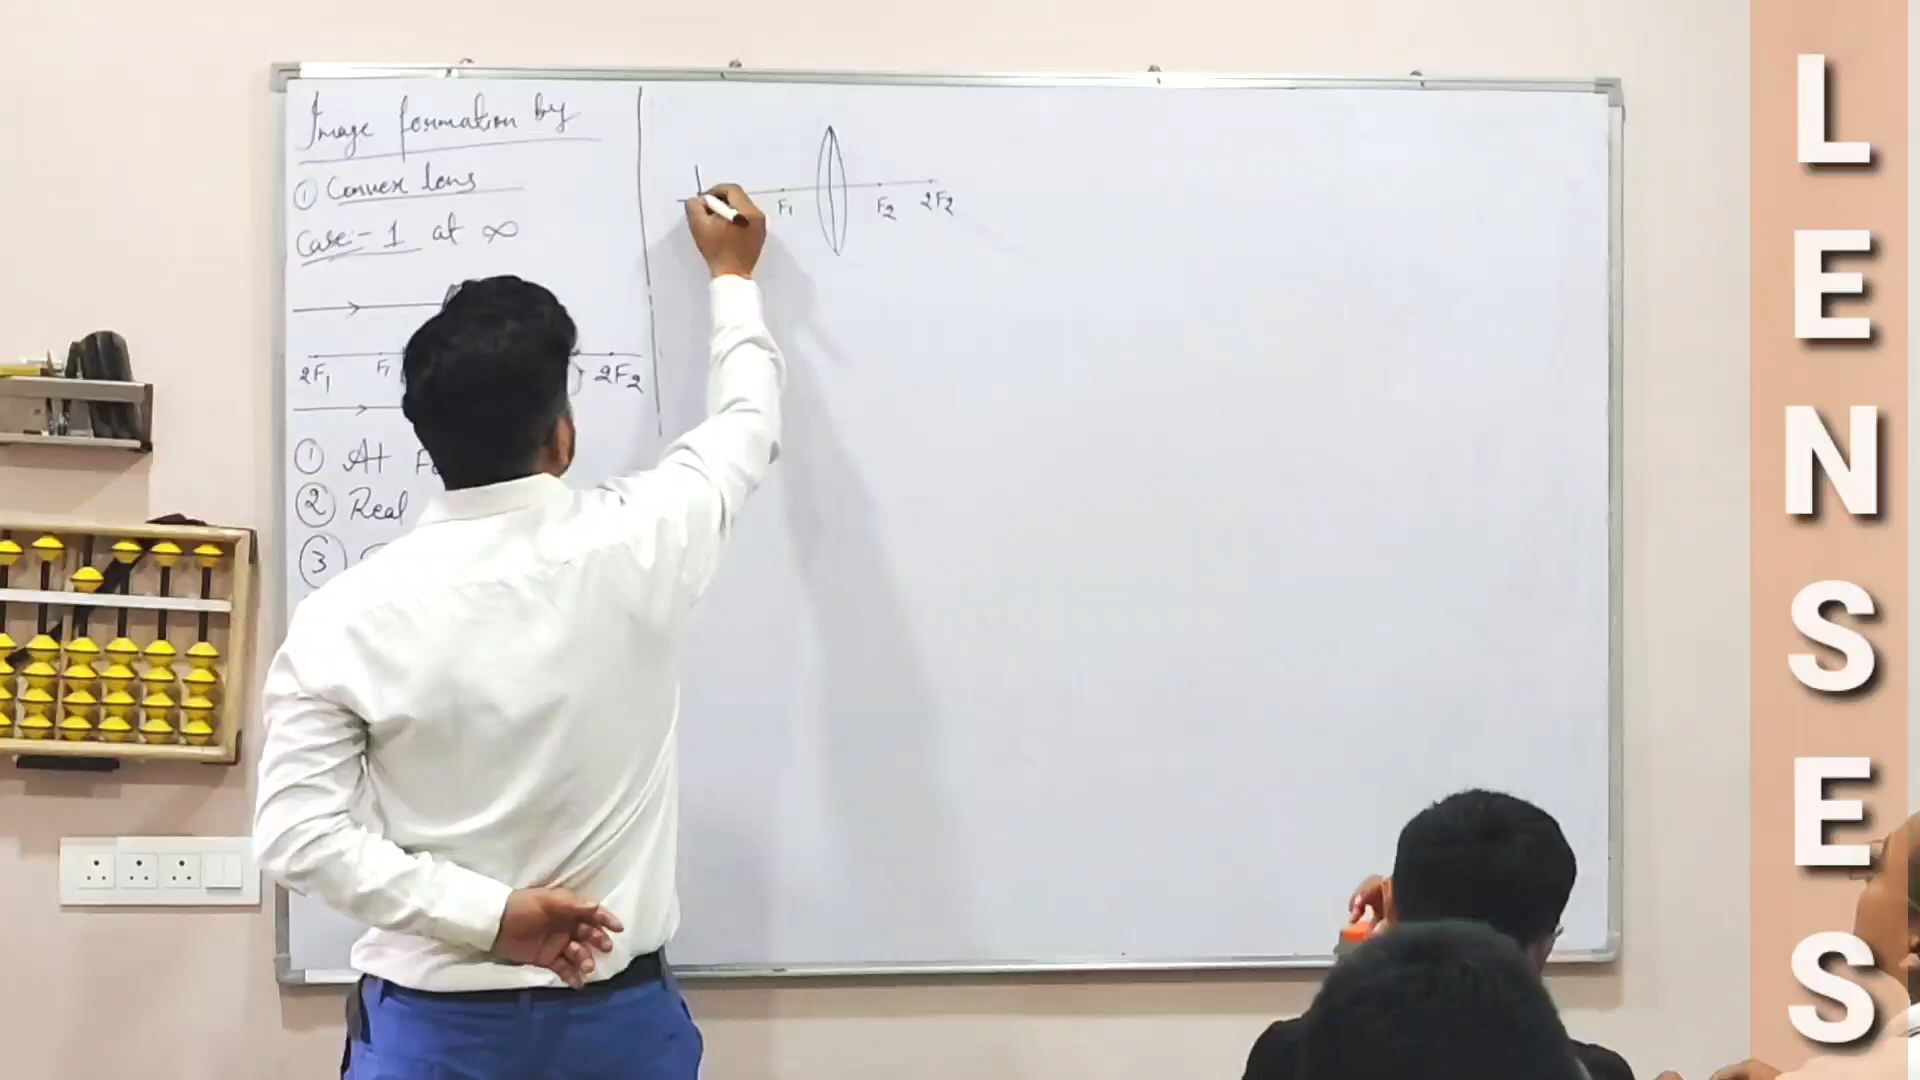 Image formation by
① Convex lens
Case:- 1 at ∞
2F1 F1 2F2
① At
② Real
③
F1 F2 2F2
LENSES